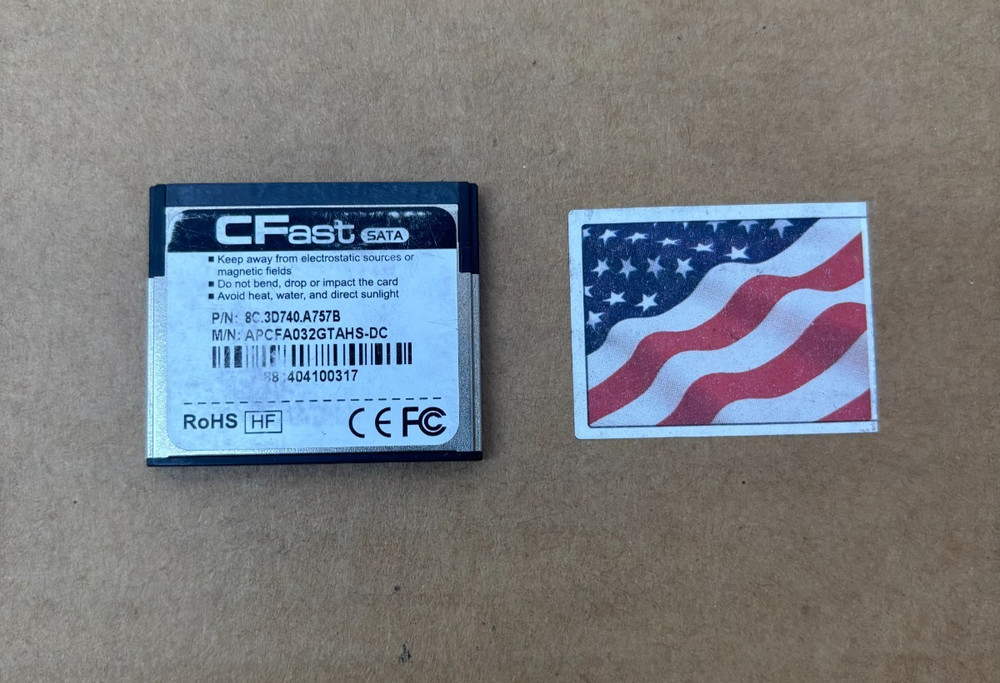 CFast SATA
■ Keep away from electrostatic sources or
magnetic fields
■ Do not bend, drop or impact the card
■ Avoid heat, water, and direct sunlight
P/N: 8C.3D740.A757B
M/N: APCFA032GTAHS-DC
RoHS HF CE FC